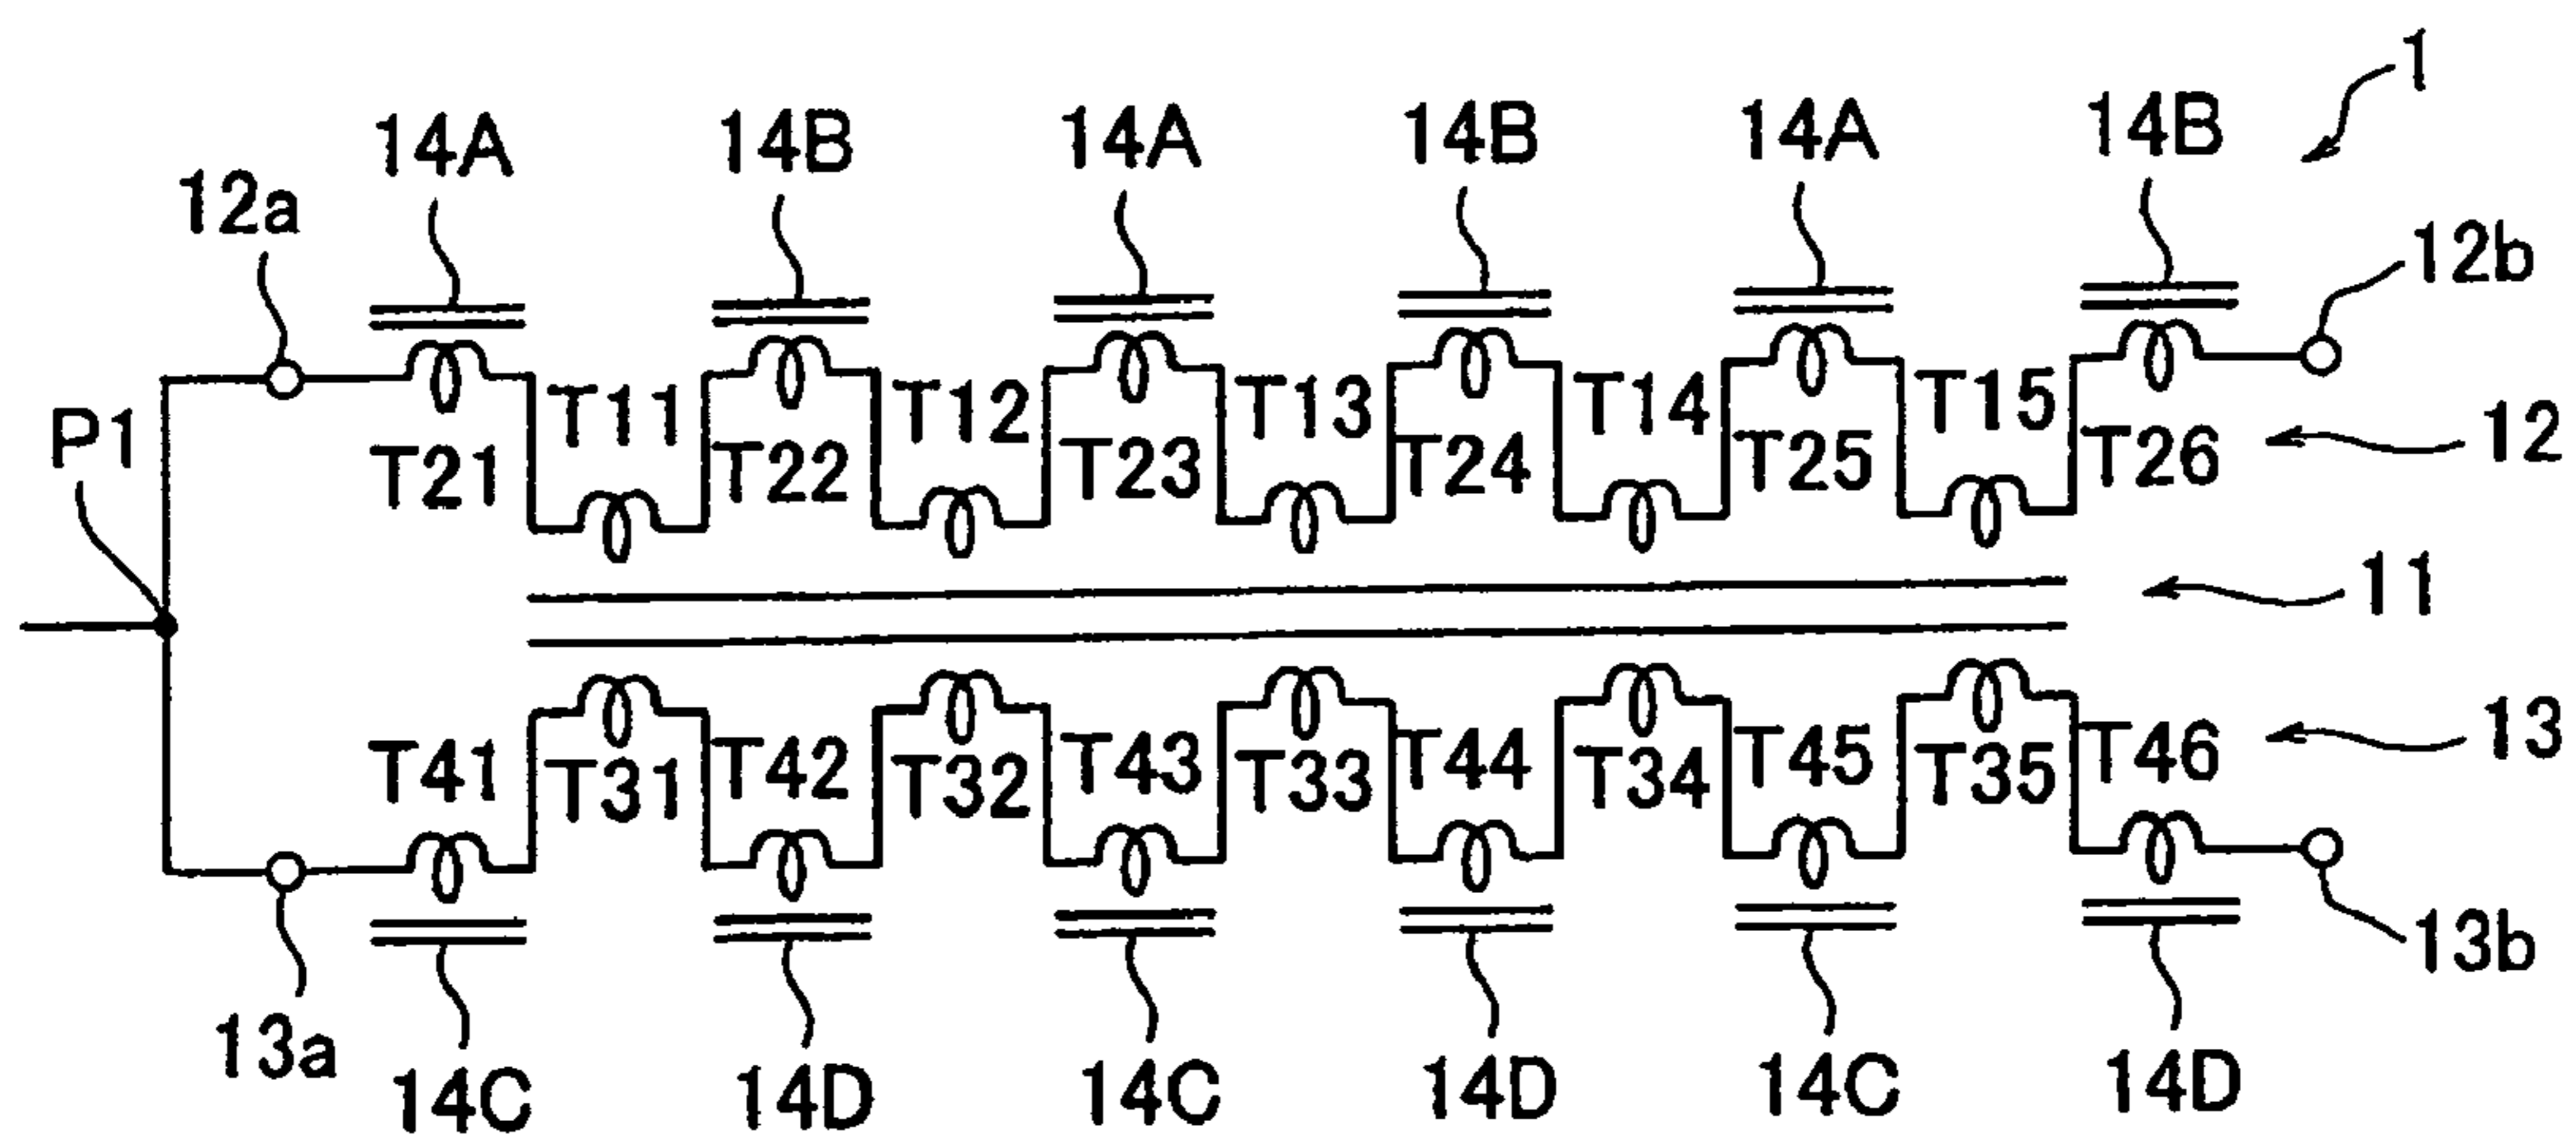 1
14A 14B 14A 14B 14A 14B
12a 12b
P1
T11 T12 T13 T14 T15
T21 T22 T23 T24 T25 T26
12
11
T41 T42 T43 T44 T45 T46
T31 T32 T33 T34 T35
13
13a 13b
14C 14D 14C 14D 14C 14D